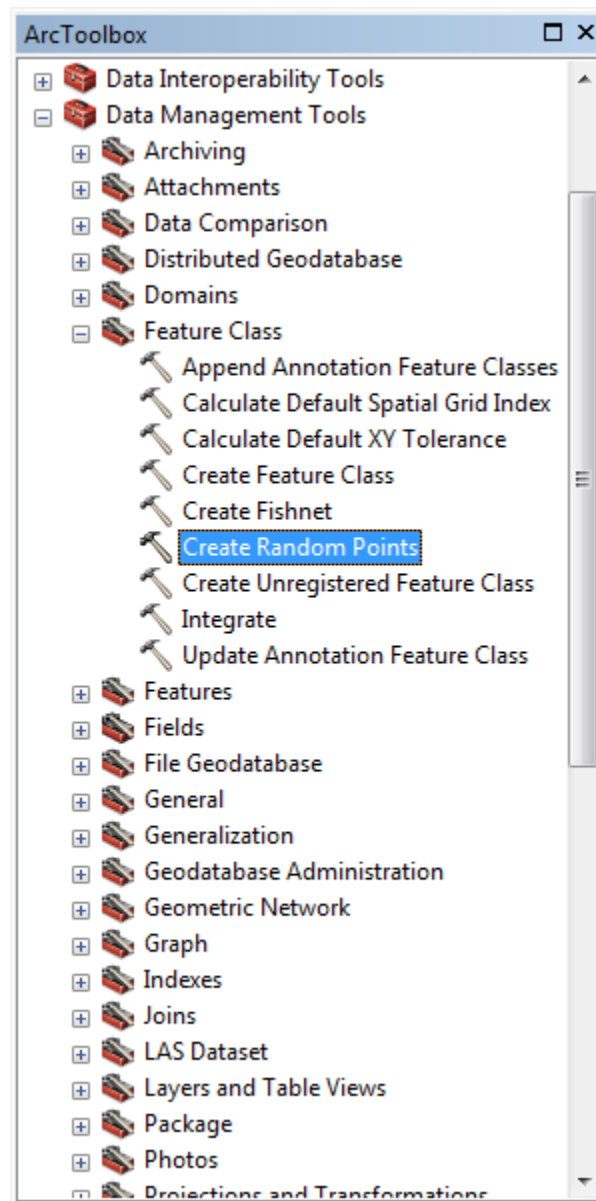 ArcToolbox
Data Interoperability Tools
Data Management Tools
Archiving
Attachments
Data Comparison
Distributed Geodatabase
Domains
Feature Class
Append Annotation Feature Classes
Calculate Default Spatial Grid Index
Calculate Default XY Tolerance
Create Feature Class
Create Fishnet
Create Random Points
Create Unregistered Feature Class
Integrate
Update Annotation Feature Class
Features
Fields
File Geodatabase
General
Generalization
Geodatabase Administration
Geometric Network
Graph
Indexes
Joins
LAS Dataset
Layers and Table Views
Package
Photos
Projections and Transformations